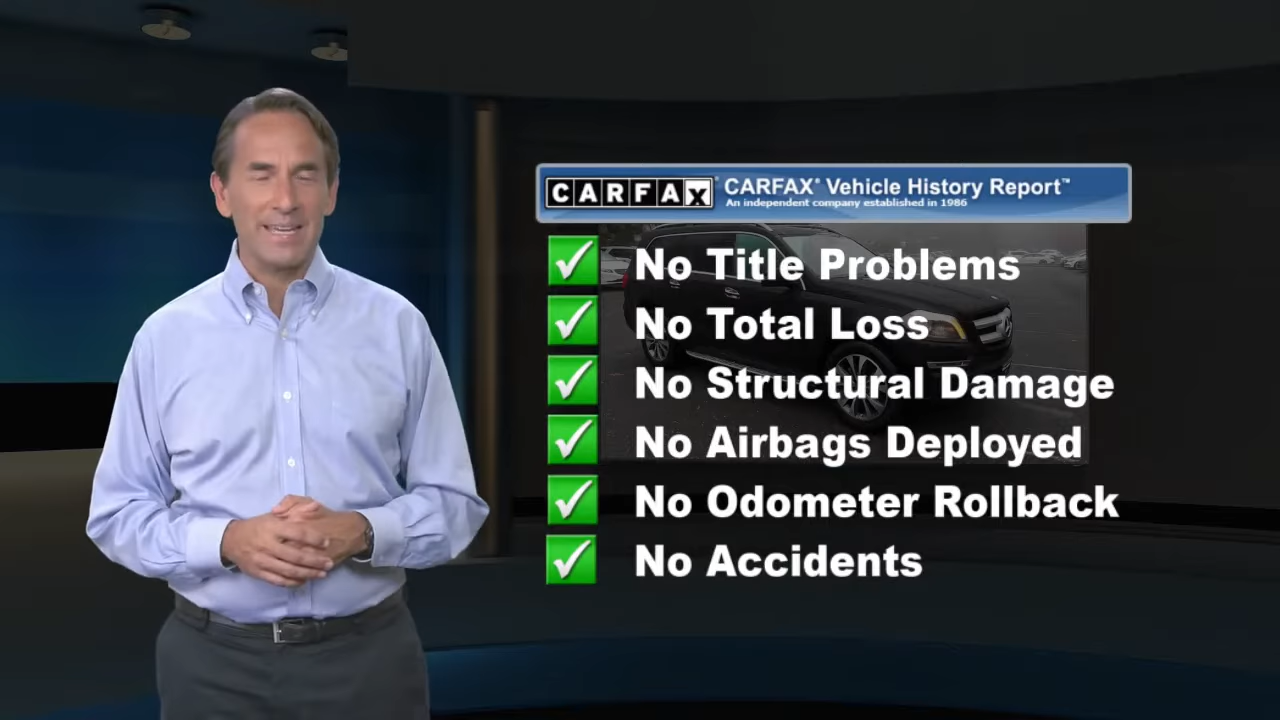 CARFAX® CARFAX® Vehicle History Report™
An independent company established in 1986
No Title Problems
No Total Loss
No Structural Damage
No Airbags Deployed
No Odometer Rollback
No Accidents